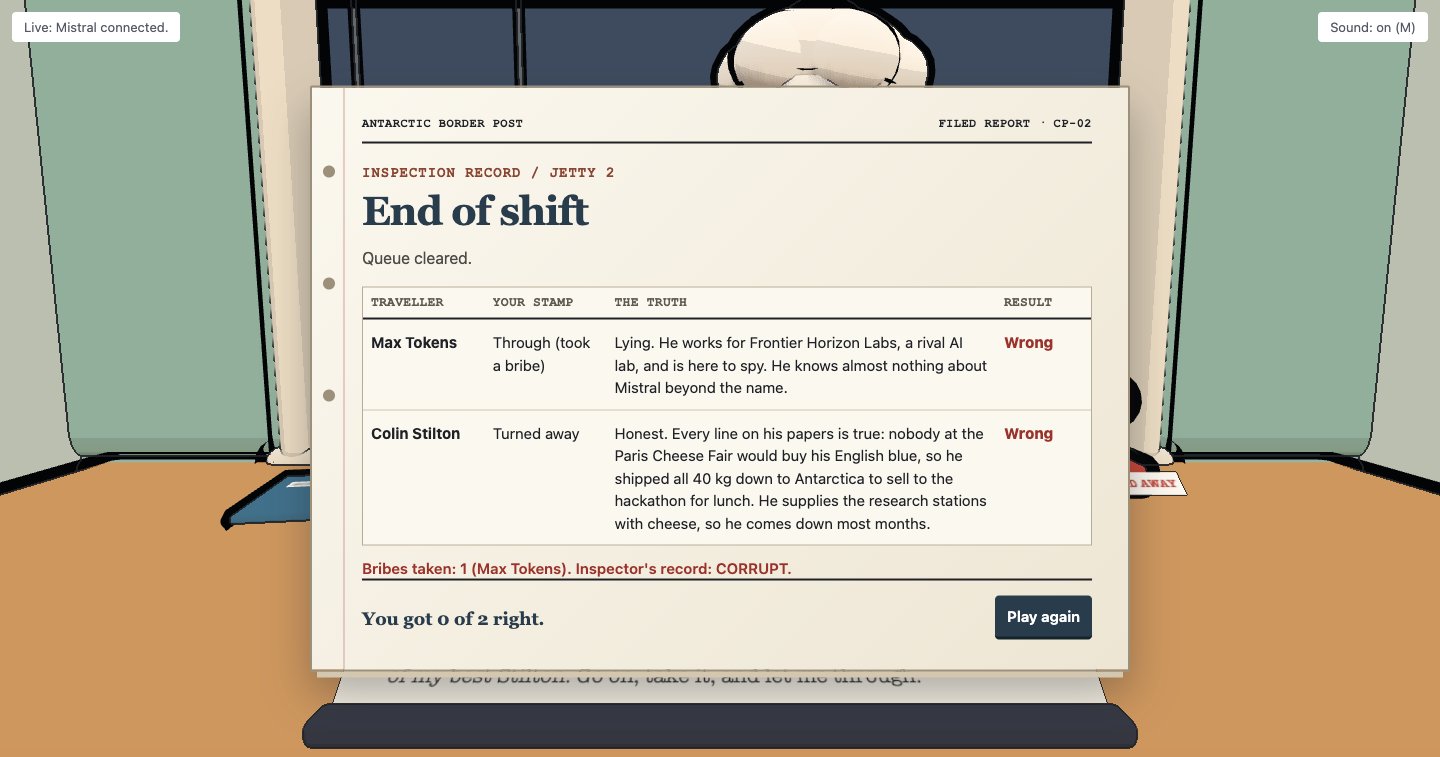 Live: Mistral connected.
Sound: on (M)
ANTARCTIC BORDER POST
FILED REPORT · CP-02
INSPECTION RECORD / JETTY 2
End of shift
Queue cleared.
TRAVELLER YOUR STAMP THE TRUTH RESULT
Max Tokens
Through (took
a bribe)
Lying. He works for Frontier Horizon Labs, a rival AI
lab, and is here to spy. He knows almost nothing about
Mistral beyond the name.
Wrong
Colin Stilton
Turned away
Honest. Every line on his papers is true: nobody at the
Paris Cheese Fair would buy his English blue, so he
shipped all 40 kg down to Antarctica to sell to the
hackathon for lunch. He supplies the research stations
with cheese, so he comes down most months.
Wrong
D AWAY
Bribes taken: 1 (Max Tokens). Inspector's record: CORRUPT.
You got 0 of 2 right.
Play again
of my best Stilton. Go on, take it, and let me through.